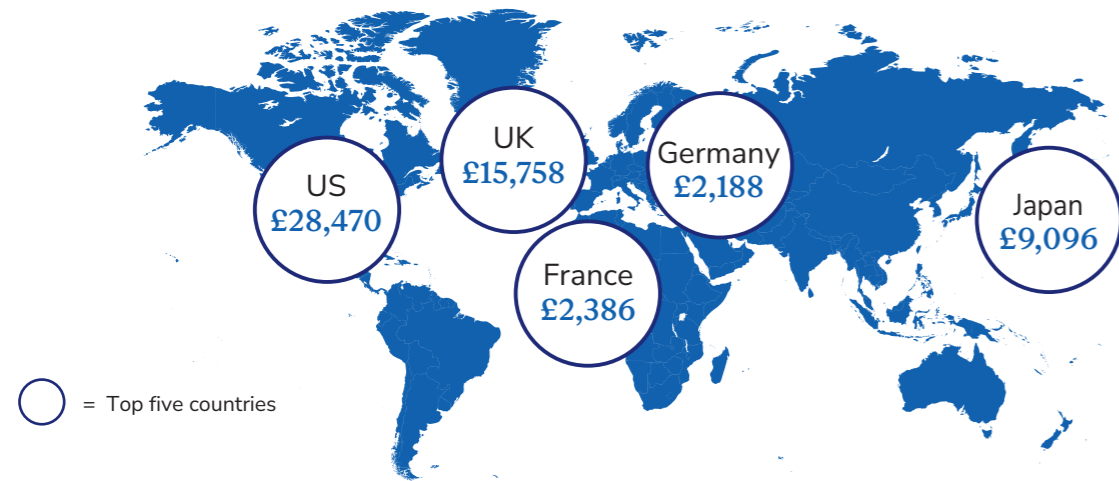 UK
£15,758
Germany
£2,188
US
£28,470
Japan
£9,096
France
£2,386
= Top five countries